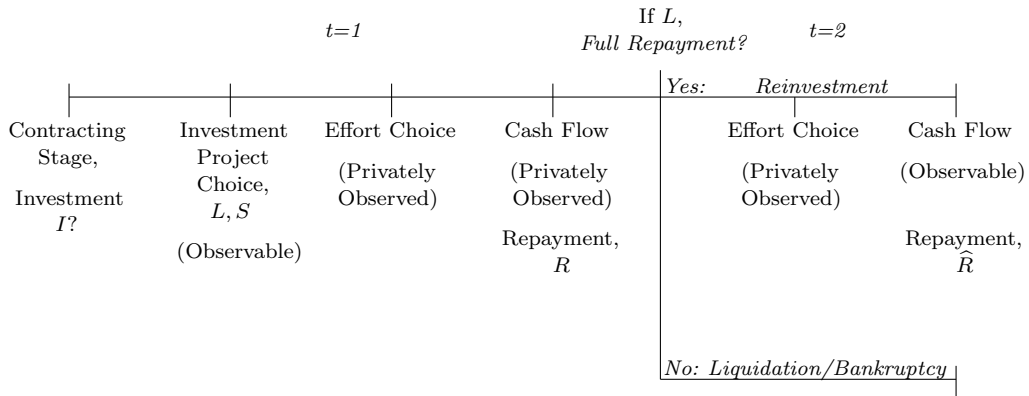 t=1
If L,
Full Repayment?
t=2
Yes: Reinvestment
Contracting
Stage,
Investment
I?
Investment
Project
Choice,
L, S
(Observable)
Effort Choice
(Privately
Observed)
Cash Flow
(Privately
Observed)
Repayment,
R
Effort Choice
(Privately
Observed)
Cash Flow
(Observable)
Repayment,
R̂
No: Liquidation/Bankruptcy